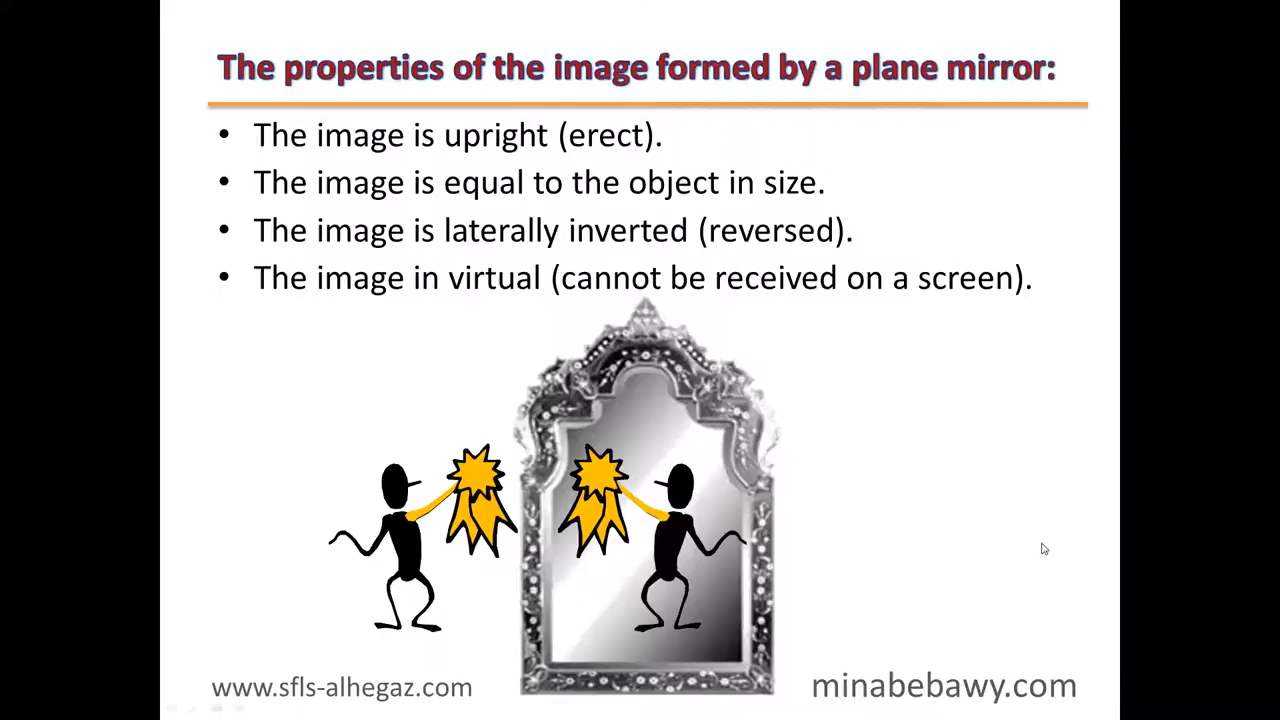 The properties of the image formed by a plane mirror:
• The image is upright (erect).
• The image is equal to the object in size.
• The image is laterally inverted (reversed).
• The image in virtual (cannot be received on a screen).
www.sfls-alhegaz.com
minabebawy.com